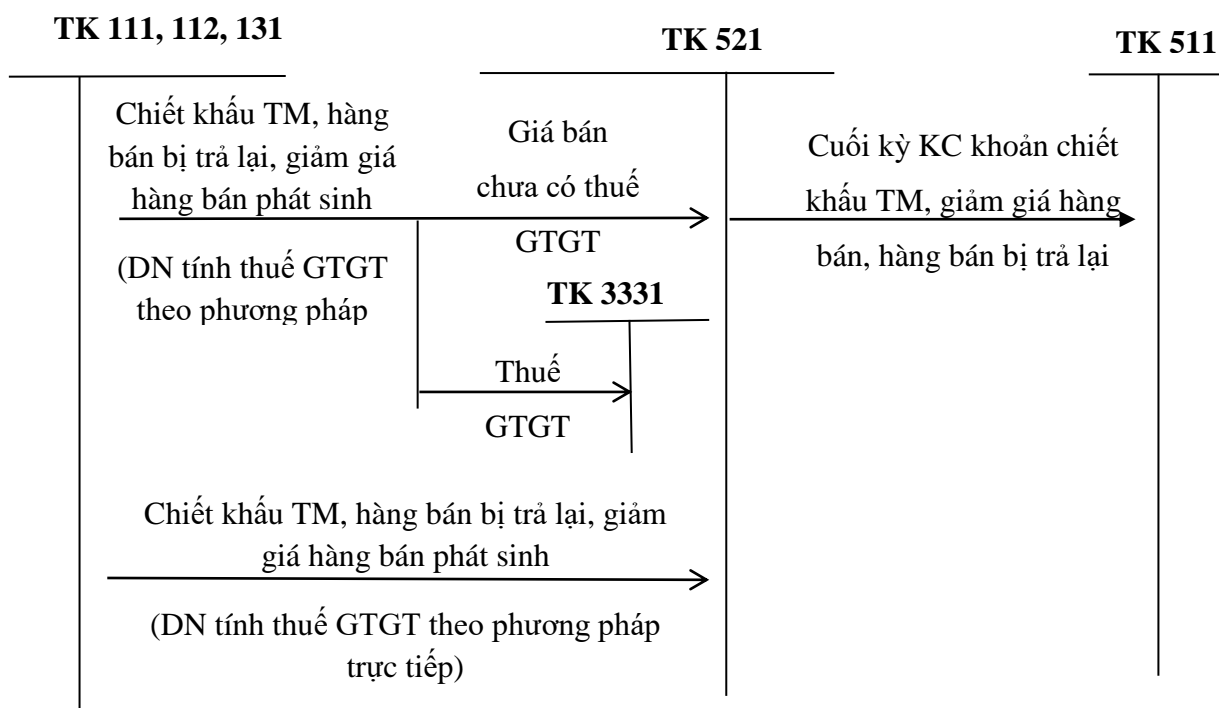 TK 111, 112, 131
TK 521
TK 511
Chiết khấu TM, hàng
bán bị trả lại, giảm giá
hàng bán phát sinh
(DN tính thuế GTGT
theo phương pháp
Giá bán
chưa có thuế
GTGT
TK 3331
Thuế
GTGT
Cuối kỳ KC khoản chiết
khấu TM, giảm giá hàng
bán, hàng bán bị trả lại
Chiết khấu TM, hàng bán bị trả lại, giảm
giá hàng bán phát sinh
(DN tính thuế GTGT theo phương pháp
trực tiếp)